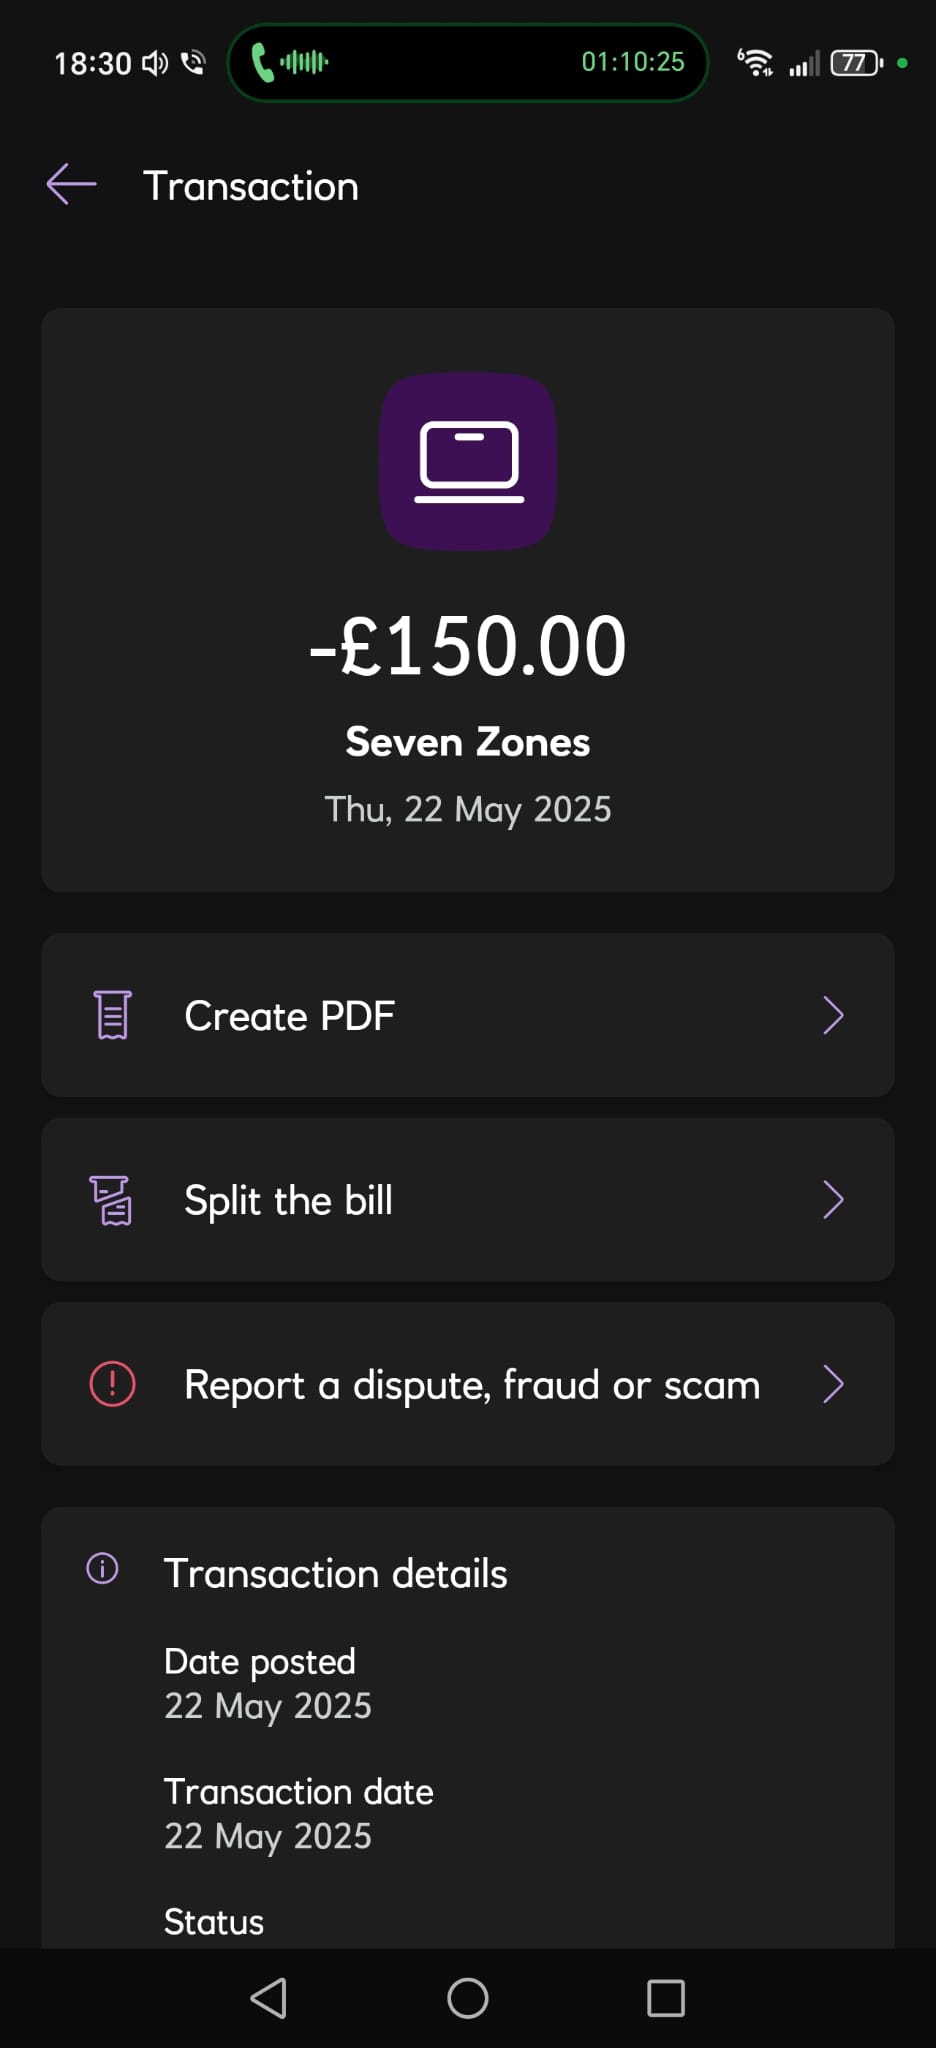 18:30
01:10:25
6
77
Transaction
-£150.00
Seven Zones
Thu, 22 May 2025
Create PDF
Split the bill
Report a dispute, fraud or scam
Transaction details
Date posted
22 May 2025
Transaction date
22 May 2025
Status